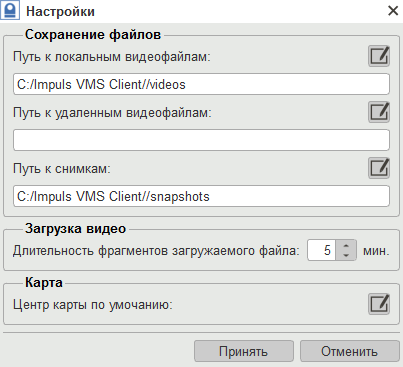 Настройки
Сохранение файлов
Путь к локальным видеофайлам:
C:/Impuls VMS Client//videos
Путь к удаленным видеофайлам:
Путь к снимкам:
C:/Impuls VMS Client//snapshots
Загрузка видео
Длительность фрагментов загружаемого файла: 5 мин.
Карта
Центр карты по умочанию:
Принять Отменить